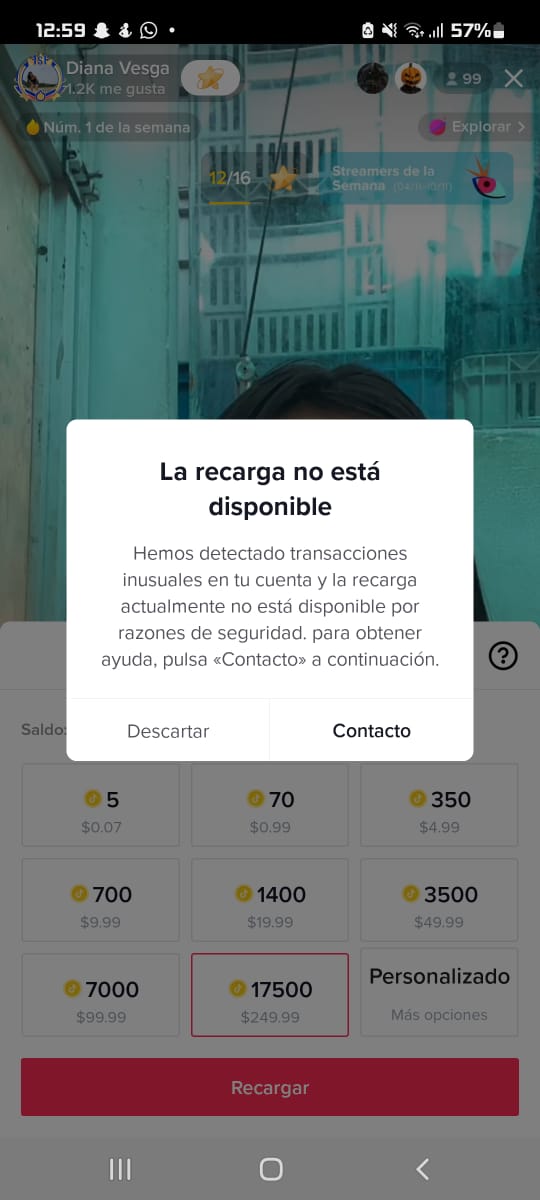 12:59
57%
Diana Vesga
1.2K me gusta
99
Núm. 1 de la semana
Explorar
12/16
Streamers de la
Semana (04/11-10/11)
La recarga no está
disponible
Hemos detectado transacciones
inusuales en tu cuenta y la recarga
actualmente no está disponible por
razones de seguridad. para obtener
ayuda, pulsa «Contacto» a continuación.
Descartar
Contacto
Saldo:
5
$0.07
70
$0.99
350
$4.99
700
$9.99
1400
$19.99
3500
$49.99
7000
$99.99
17500
$249.99
Personalizado
Más opciones
Recargar